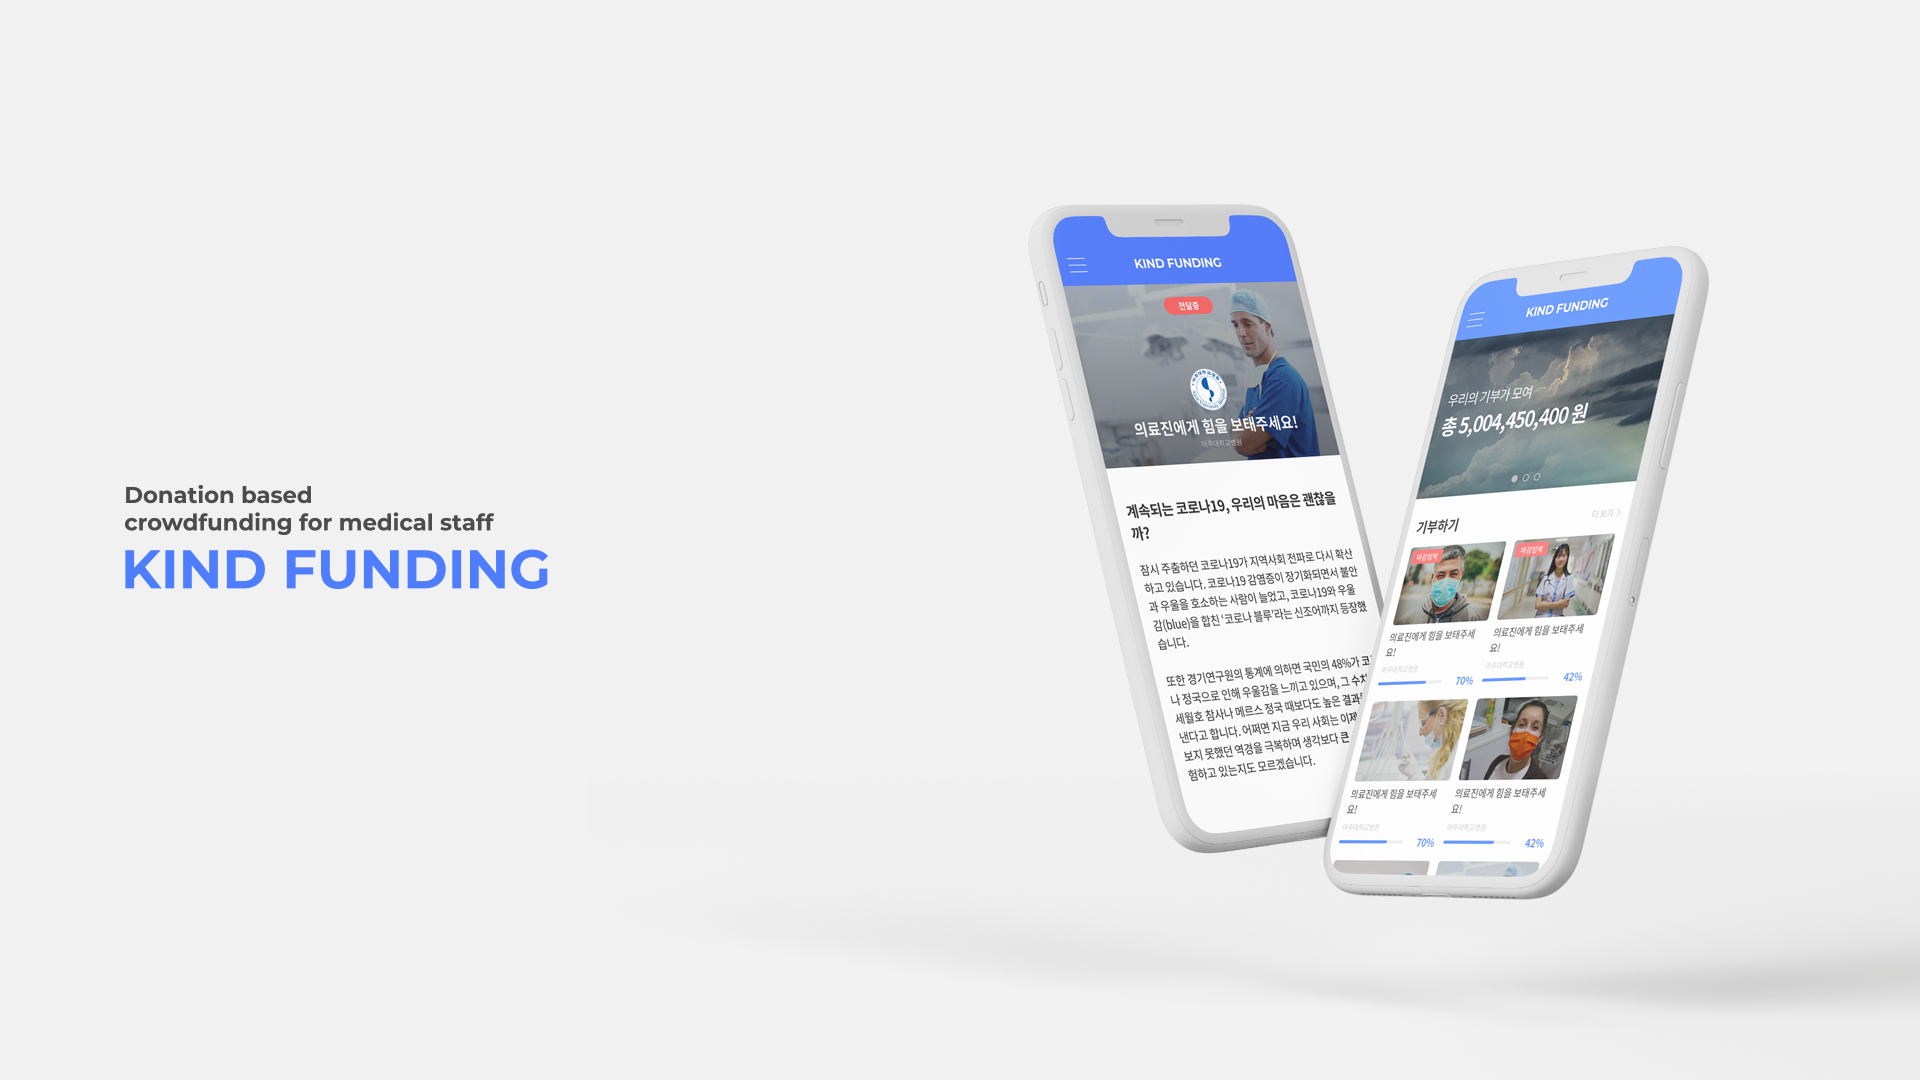 Donation based
crowdfunding for medical staff
KIND FUNDING
KIND FUNDING
전달중
의료진에게 힘을 보태주세요!
아주대학교병원
계속되는 코로나19, 우리의 마음은 괜찮을
까?
잠시 주춤하던 코로나19가 지역사회 전파로 다시 확산
하고 있습니다. 코로나19 감염증이 장기화되면서 불안
과 우울을 호소하는 사람이 늘었고, 코로나19와 우울
감(blue)을 합친 ‘코로나 블루’라는 신조어까지 등장했
습니다.
또한 경기연구원의 통계에 의하면 국민의 48%가 코
나 정국으로 인해 우울감을 느끼고 있으며, 그 수치
세월호 참사나 메르스 정국 때보다도 높은 결과
낸다고 합니다. 어쩌면 지금 우리 사회는 이제
보지 못했던 역경을 극복하며 생각보다 큰
험하고 있는지도 모르겠습니다.
KIND FUNDING
우리의 기부가 모여
총 5,004,450,400 원
기부하기
더 보기 >
마감임박
마감임박
의료진에게 힘을 보태주세
요!
아주대학교병원
70%
의료진에게 힘을 보태주세
요!
아주대학교병원
42%
의료진에게 힘을 보태주세
요!
아주대학교병원
70%
의료진에게 힘을 보태주세
요!
아주대학교병원
42%